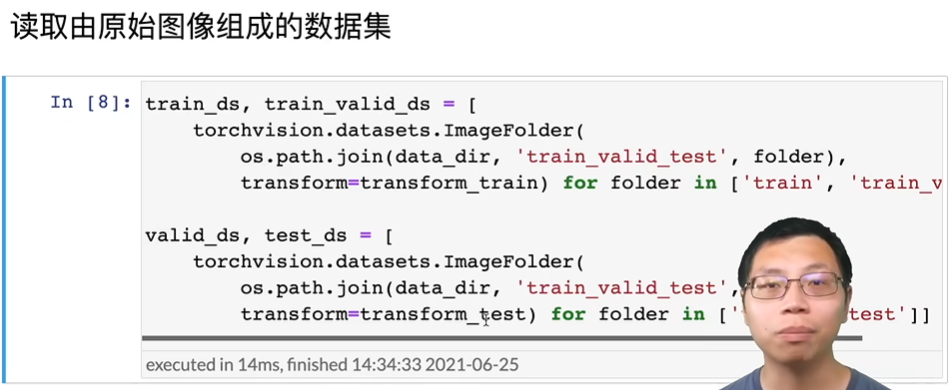 读取由原始图像组成的数据集
In [8]: train_ds, train_valid_ds = [
torchvision.datasets.ImageFolder(
os.path.join(data_dir, 'train_valid_test', folder),
transform=transform_train) for folder in ['train', 'train_v
valid_ds, test_ds = [
torchvision.datasets.ImageFolder(
os.path.join(data_dir, 'train_valid_test',
transform=transform_test) for folder in [' test']]
executed in 14ms, finished 14:34:33 2021-06-25